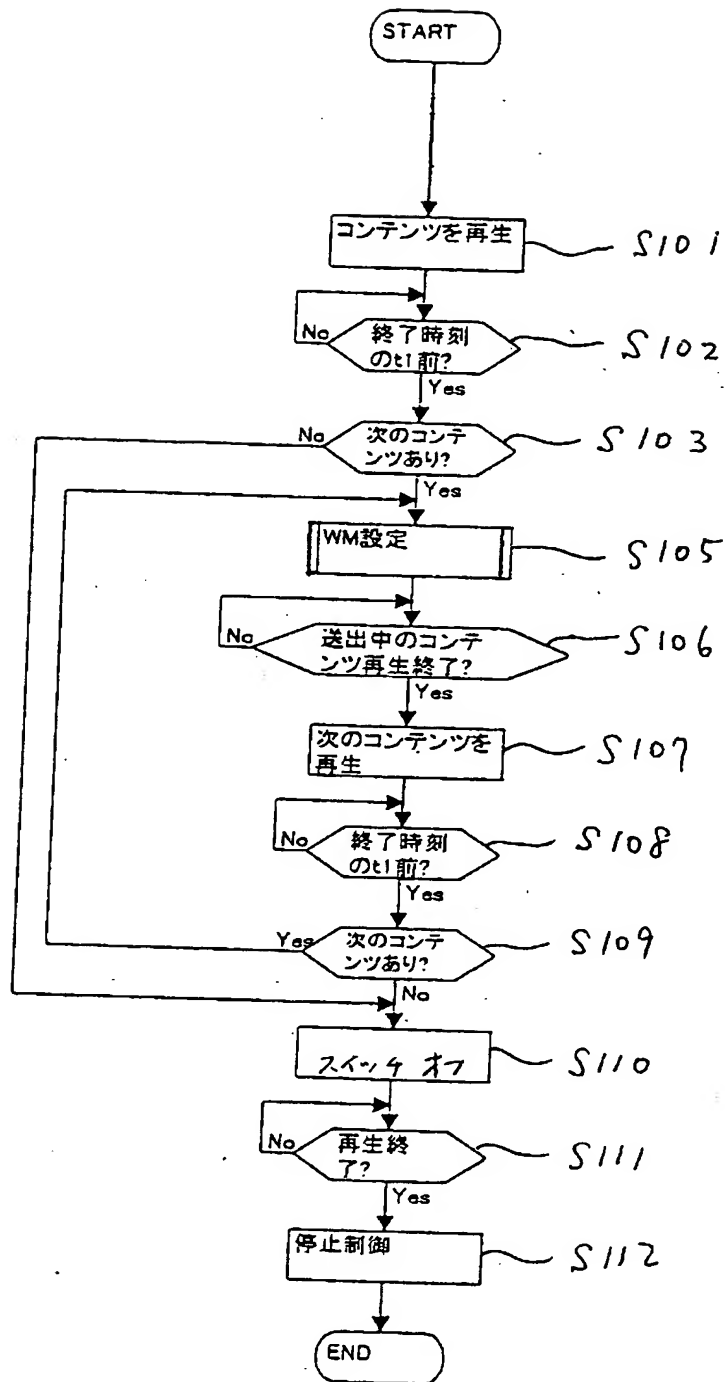 START
コンテンツを再生
S101
No
終了時刻
のt1前?
S102
Yes
No
次のコンテ
ンツあり?
S103
Yes
WM設定
S105
No
送出中のコンテ
ンツ再生終了?
S106
Yes
次のコンテンツを
再生
S107
No
終了時刻
のt1前?
S108
Yes
Yes
次のコンテ
ンツあり?
S109
No
スイッチ オフ
S110
No
再生終
了?
S111
Yes
停止制御
S112
END